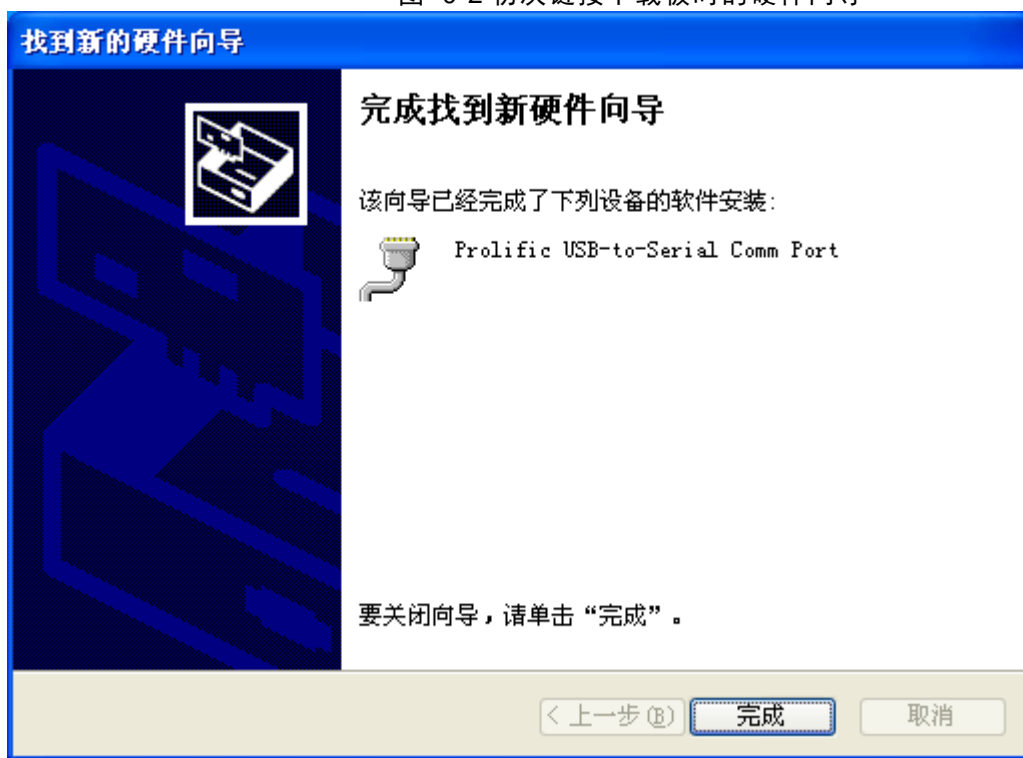 找到新的硬件向导
完成找到新硬件向导
该向导已经完成了下列设备的软件安装:
Prolific USB-to-Serial Comm Port
要关闭向导，请单击“完成”。
< 上一步(B)
完成
取消